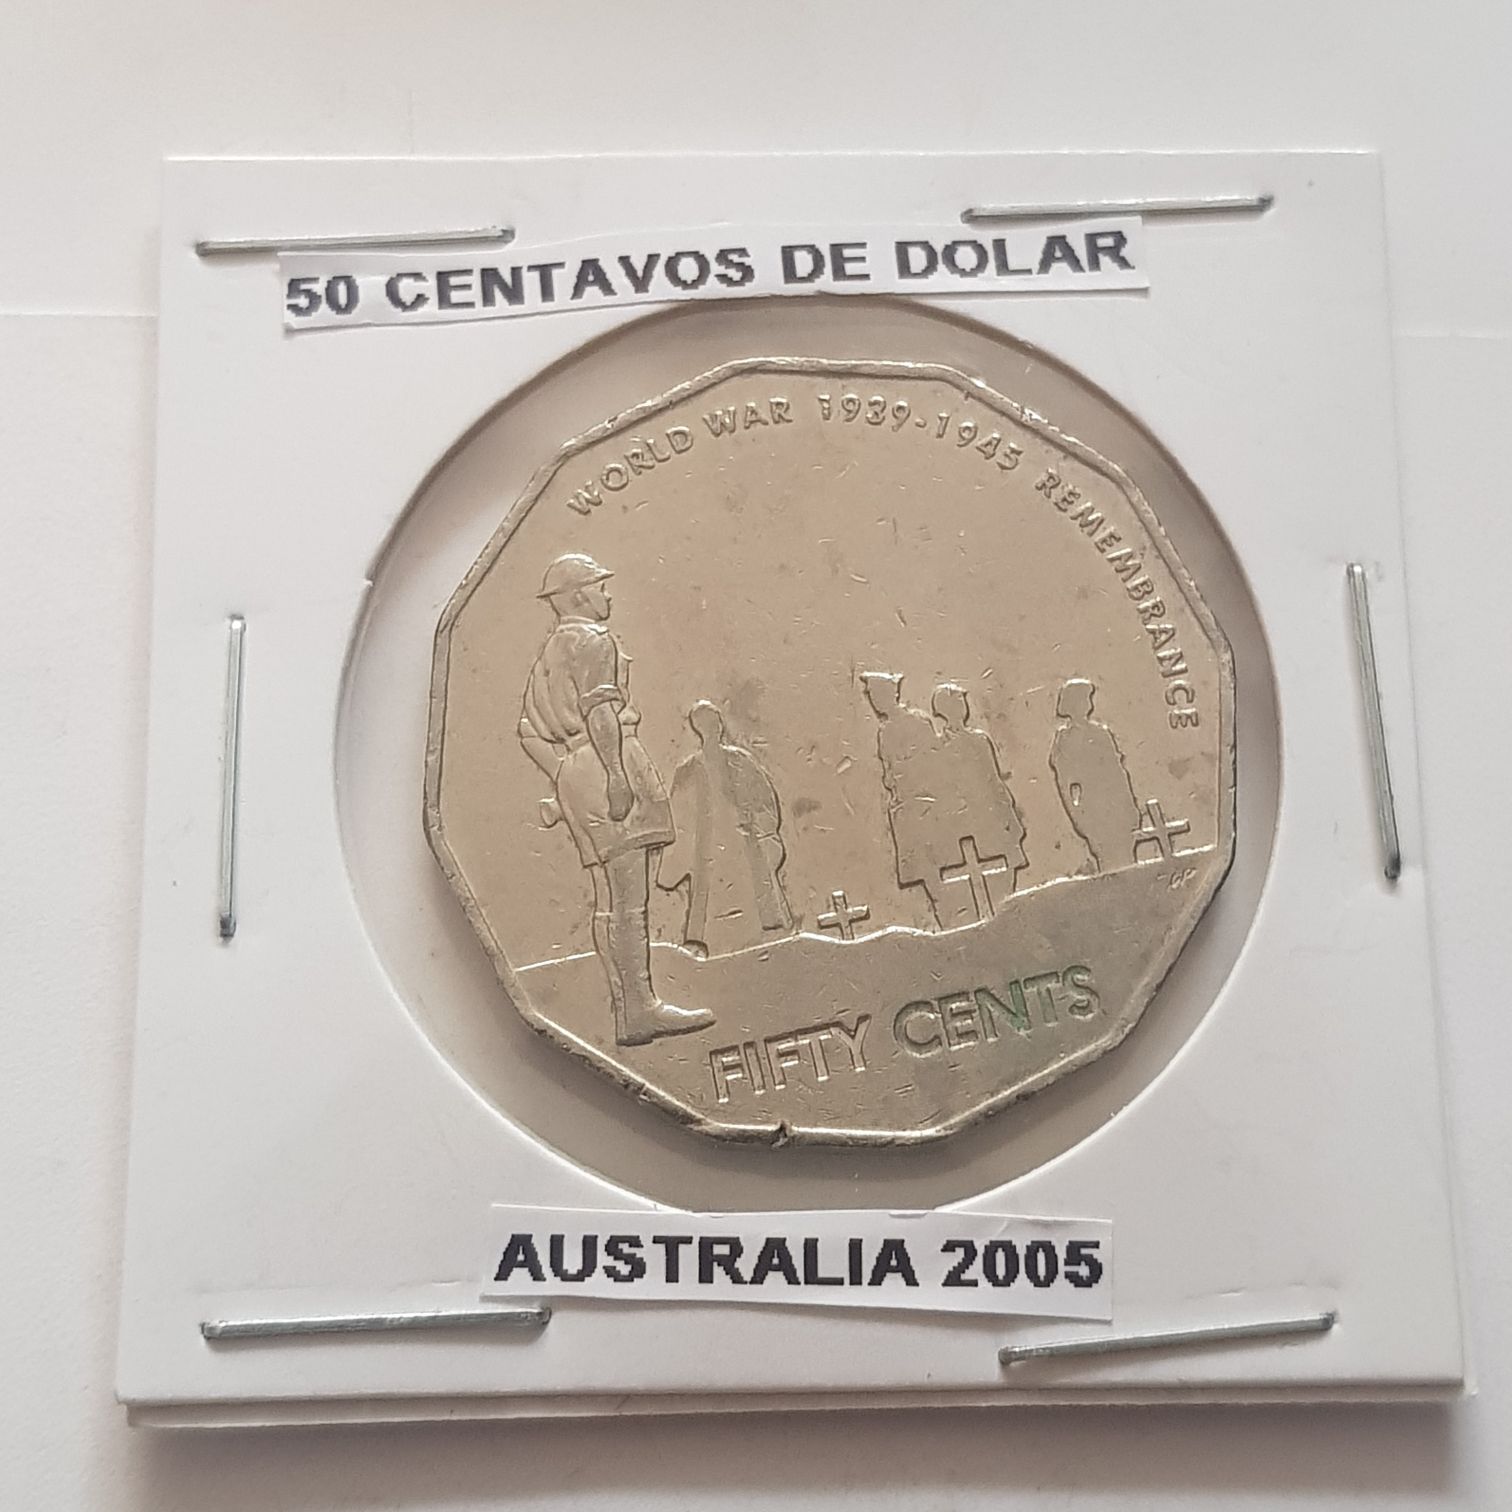 50 CENTAVOS DE DOLAR
WORLD WAR 1939-1945 REMEMBRANCE
FIFTY CENTS
AUSTRALIA 2005